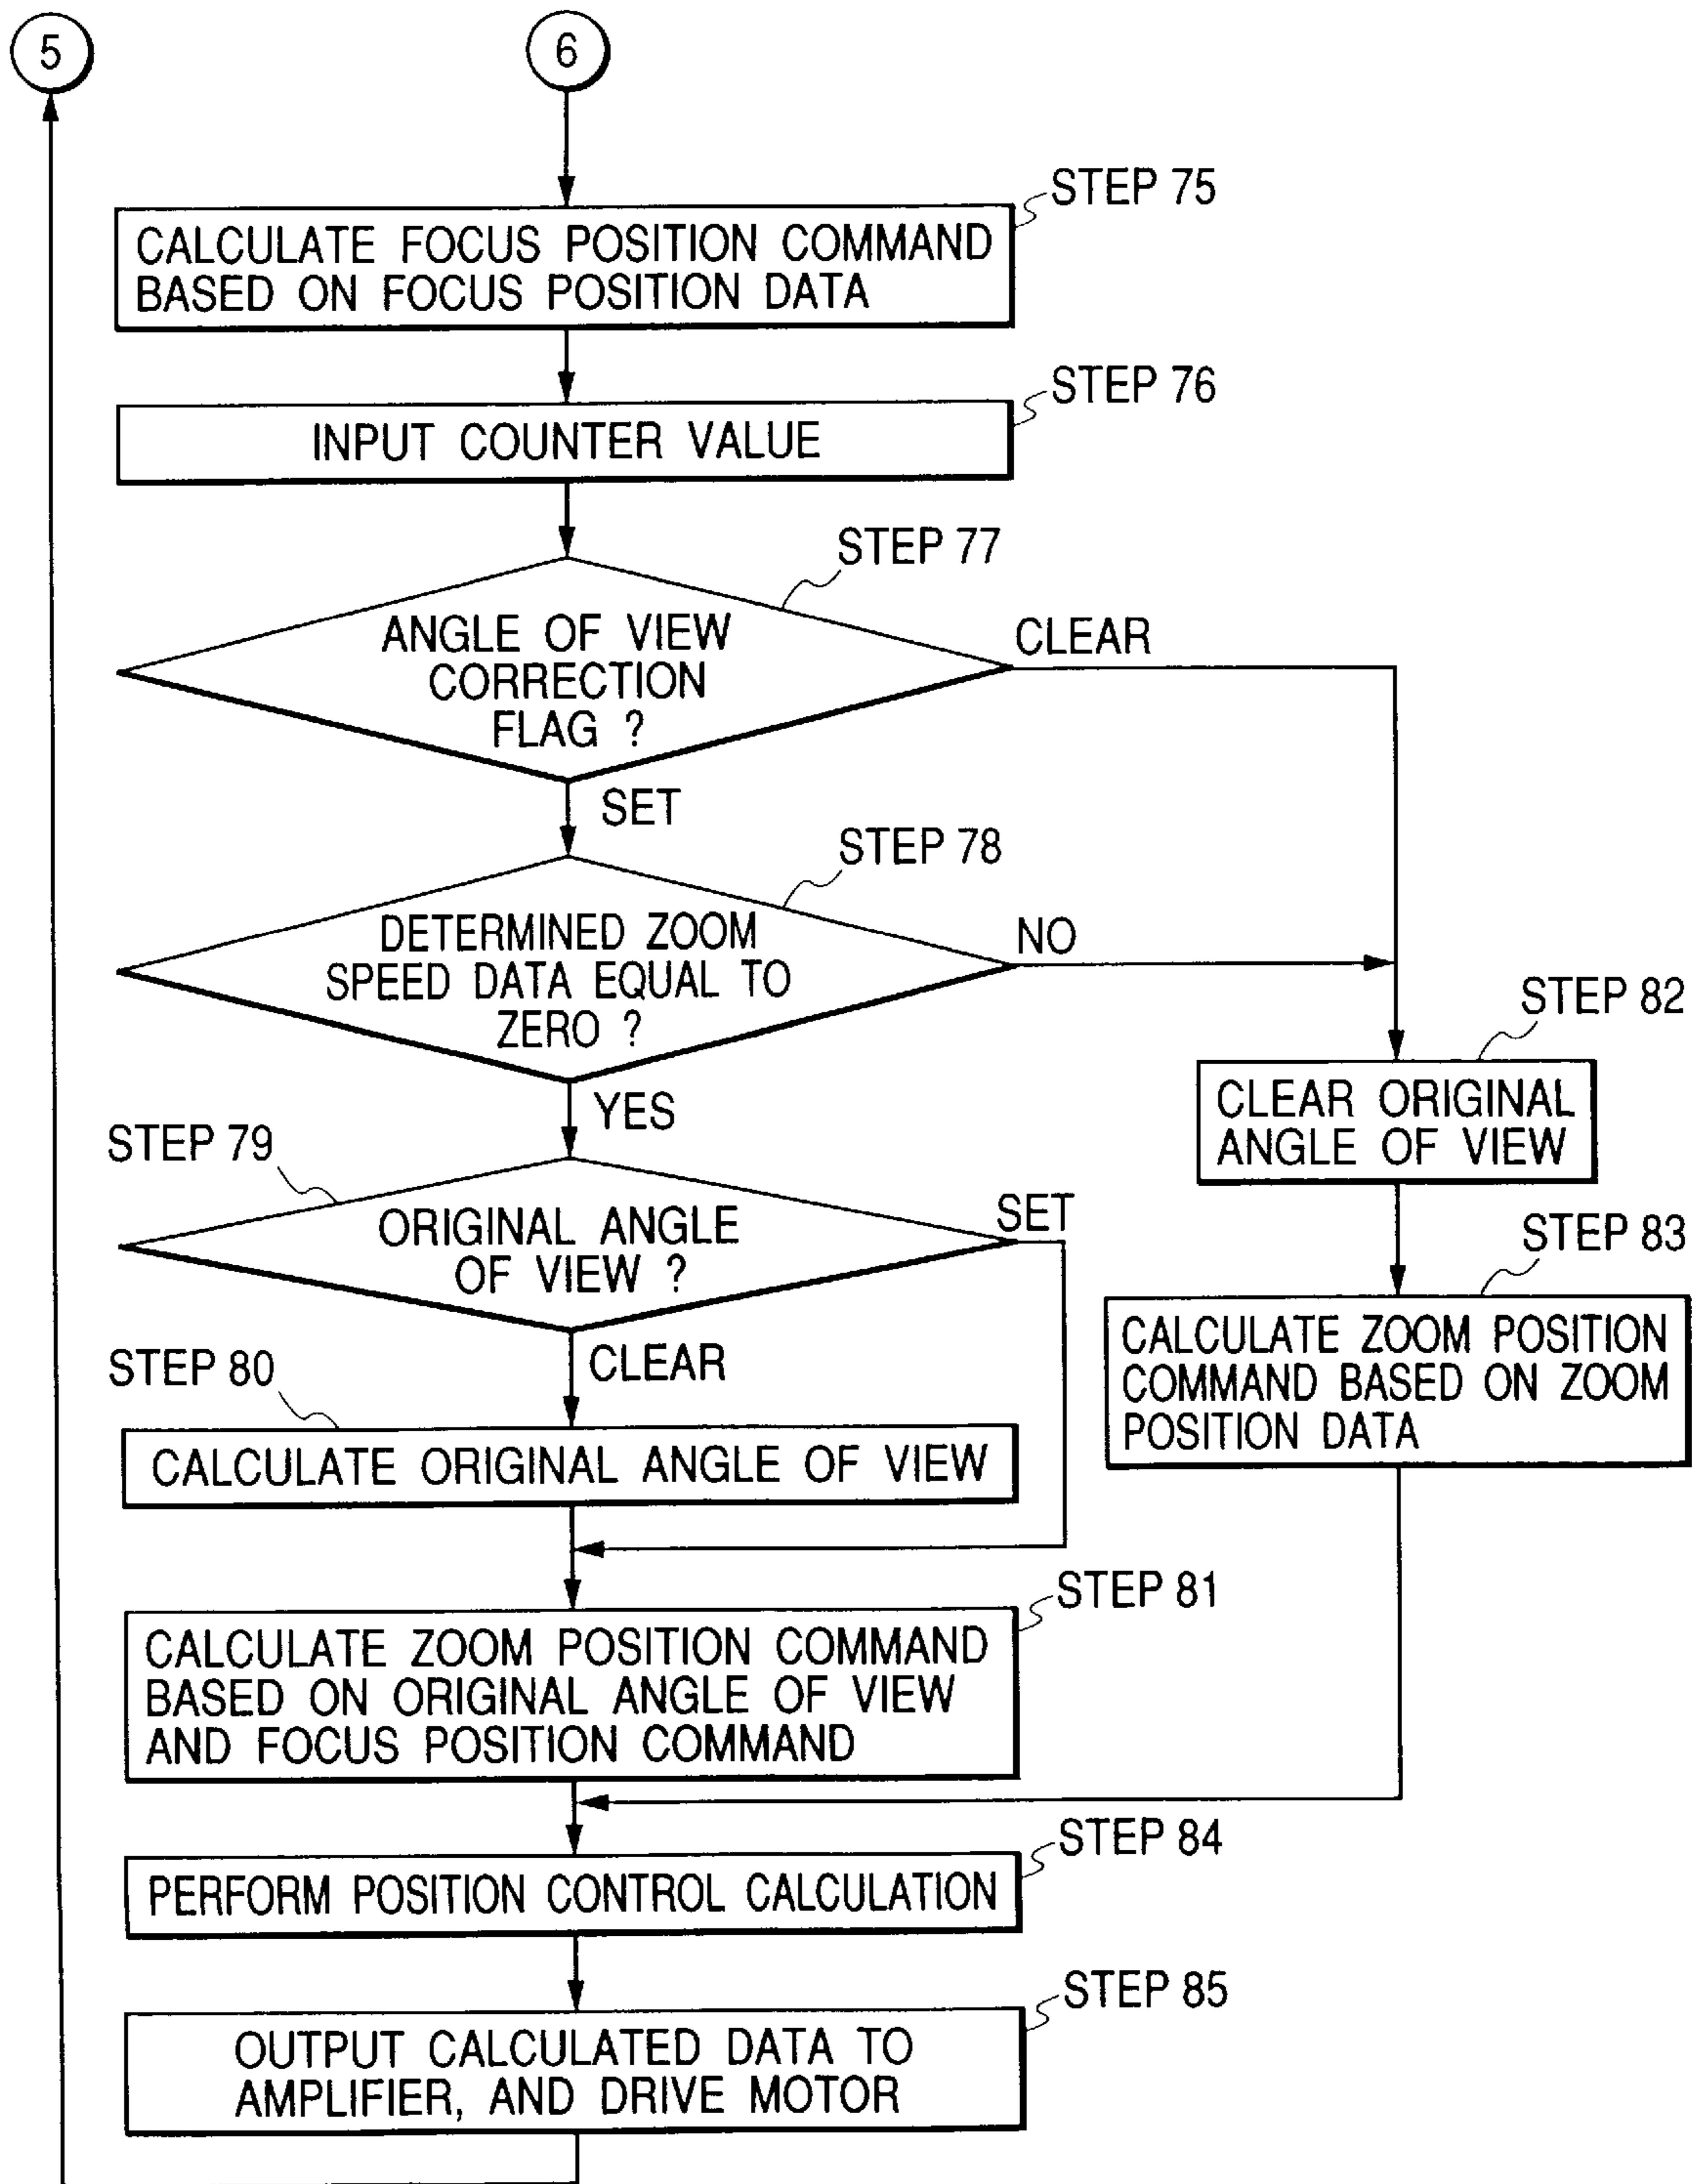 5
6
STEP 75
CALCULATE FOCUS POSITION COMMAND
BASED ON FOCUS POSITION DATA
STEP 76
INPUT COUNTER VALUE
STEP 77
ANGLE OF VIEW
CORRECTION
FLAG ?
CLEAR
SET
STEP 78
DETERMINED ZOOM
SPEED DATA EQUAL TO
ZERO ?
NO
YES
STEP 79
ORIGINAL ANGLE
OF VIEW ?
SET
CLEAR
STEP 80
CALCULATE ORIGINAL ANGLE OF VIEW
STEP 81
CALCULATE ZOOM POSITION COMMAND
BASED ON ORIGINAL ANGLE OF VIEW
AND FOCUS POSITION COMMAND
STEP 82
CLEAR ORIGINAL
ANGLE OF VIEW
STEP 83
CALCULATE ZOOM POSITION
COMMAND BASED ON ZOOM
POSITION DATA
STEP 84
PERFORM POSITION CONTROL CALCULATION
STEP 85
OUTPUT CALCULATED DATA TO
AMPLIFIER, AND DRIVE MOTOR